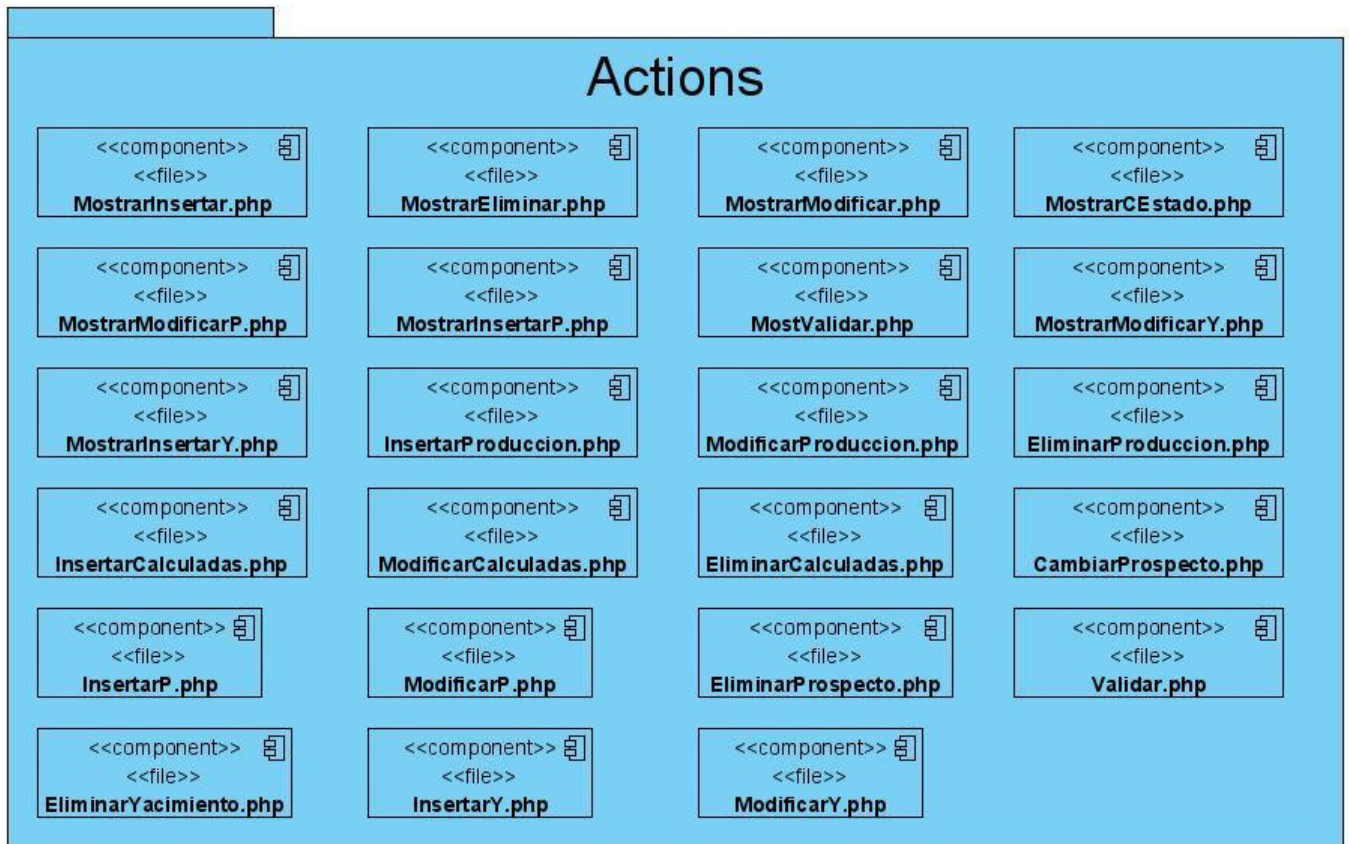 Actions
<<component>>
<<file>>
MostrarInsertar.php
<<component>>
<<file>>
MostrarEliminar.php
<<component>>
<<file>>
MostrarModificar.php
<<component>>
<<file>>
MostrarCEstado.php
<<component>>
<<file>>
MostrarModificarP.php
<<component>>
<<file>>
MostrarInsertarP.php
<<component>>
<<file>>
MostValidar.php
<<component>>
<<file>>
MostrarModificarY.php
<<component>>
<<file>>
MostrarInsertarY.php
<<component>>
<<file>>
InsertarProduccion.php
<<component>>
<<file>>
ModificarProduccion.php
<<component>>
<<file>>
EliminarProduccion.php
<<component>>
<<file>>
InsertarCalculadas.php
<<component>>
<<file>>
ModificarCalculadas.php
<<component>>
<<file>>
EliminarCalculadas.php
<<component>>
<<file>>
CambiarProspecto.php
<<component>>
<<file>>
InsertarP.php
<<component>>
<<file>>
ModificarP.php
<<component>>
<<file>>
EliminarProspecto.php
<<component>>
<<file>>
Validar.php
<<component>>
<<file>>
EliminarYacimiento.php
<<component>>
<<file>>
InsertarY.php
<<component>>
<<file>>
ModificarY.php